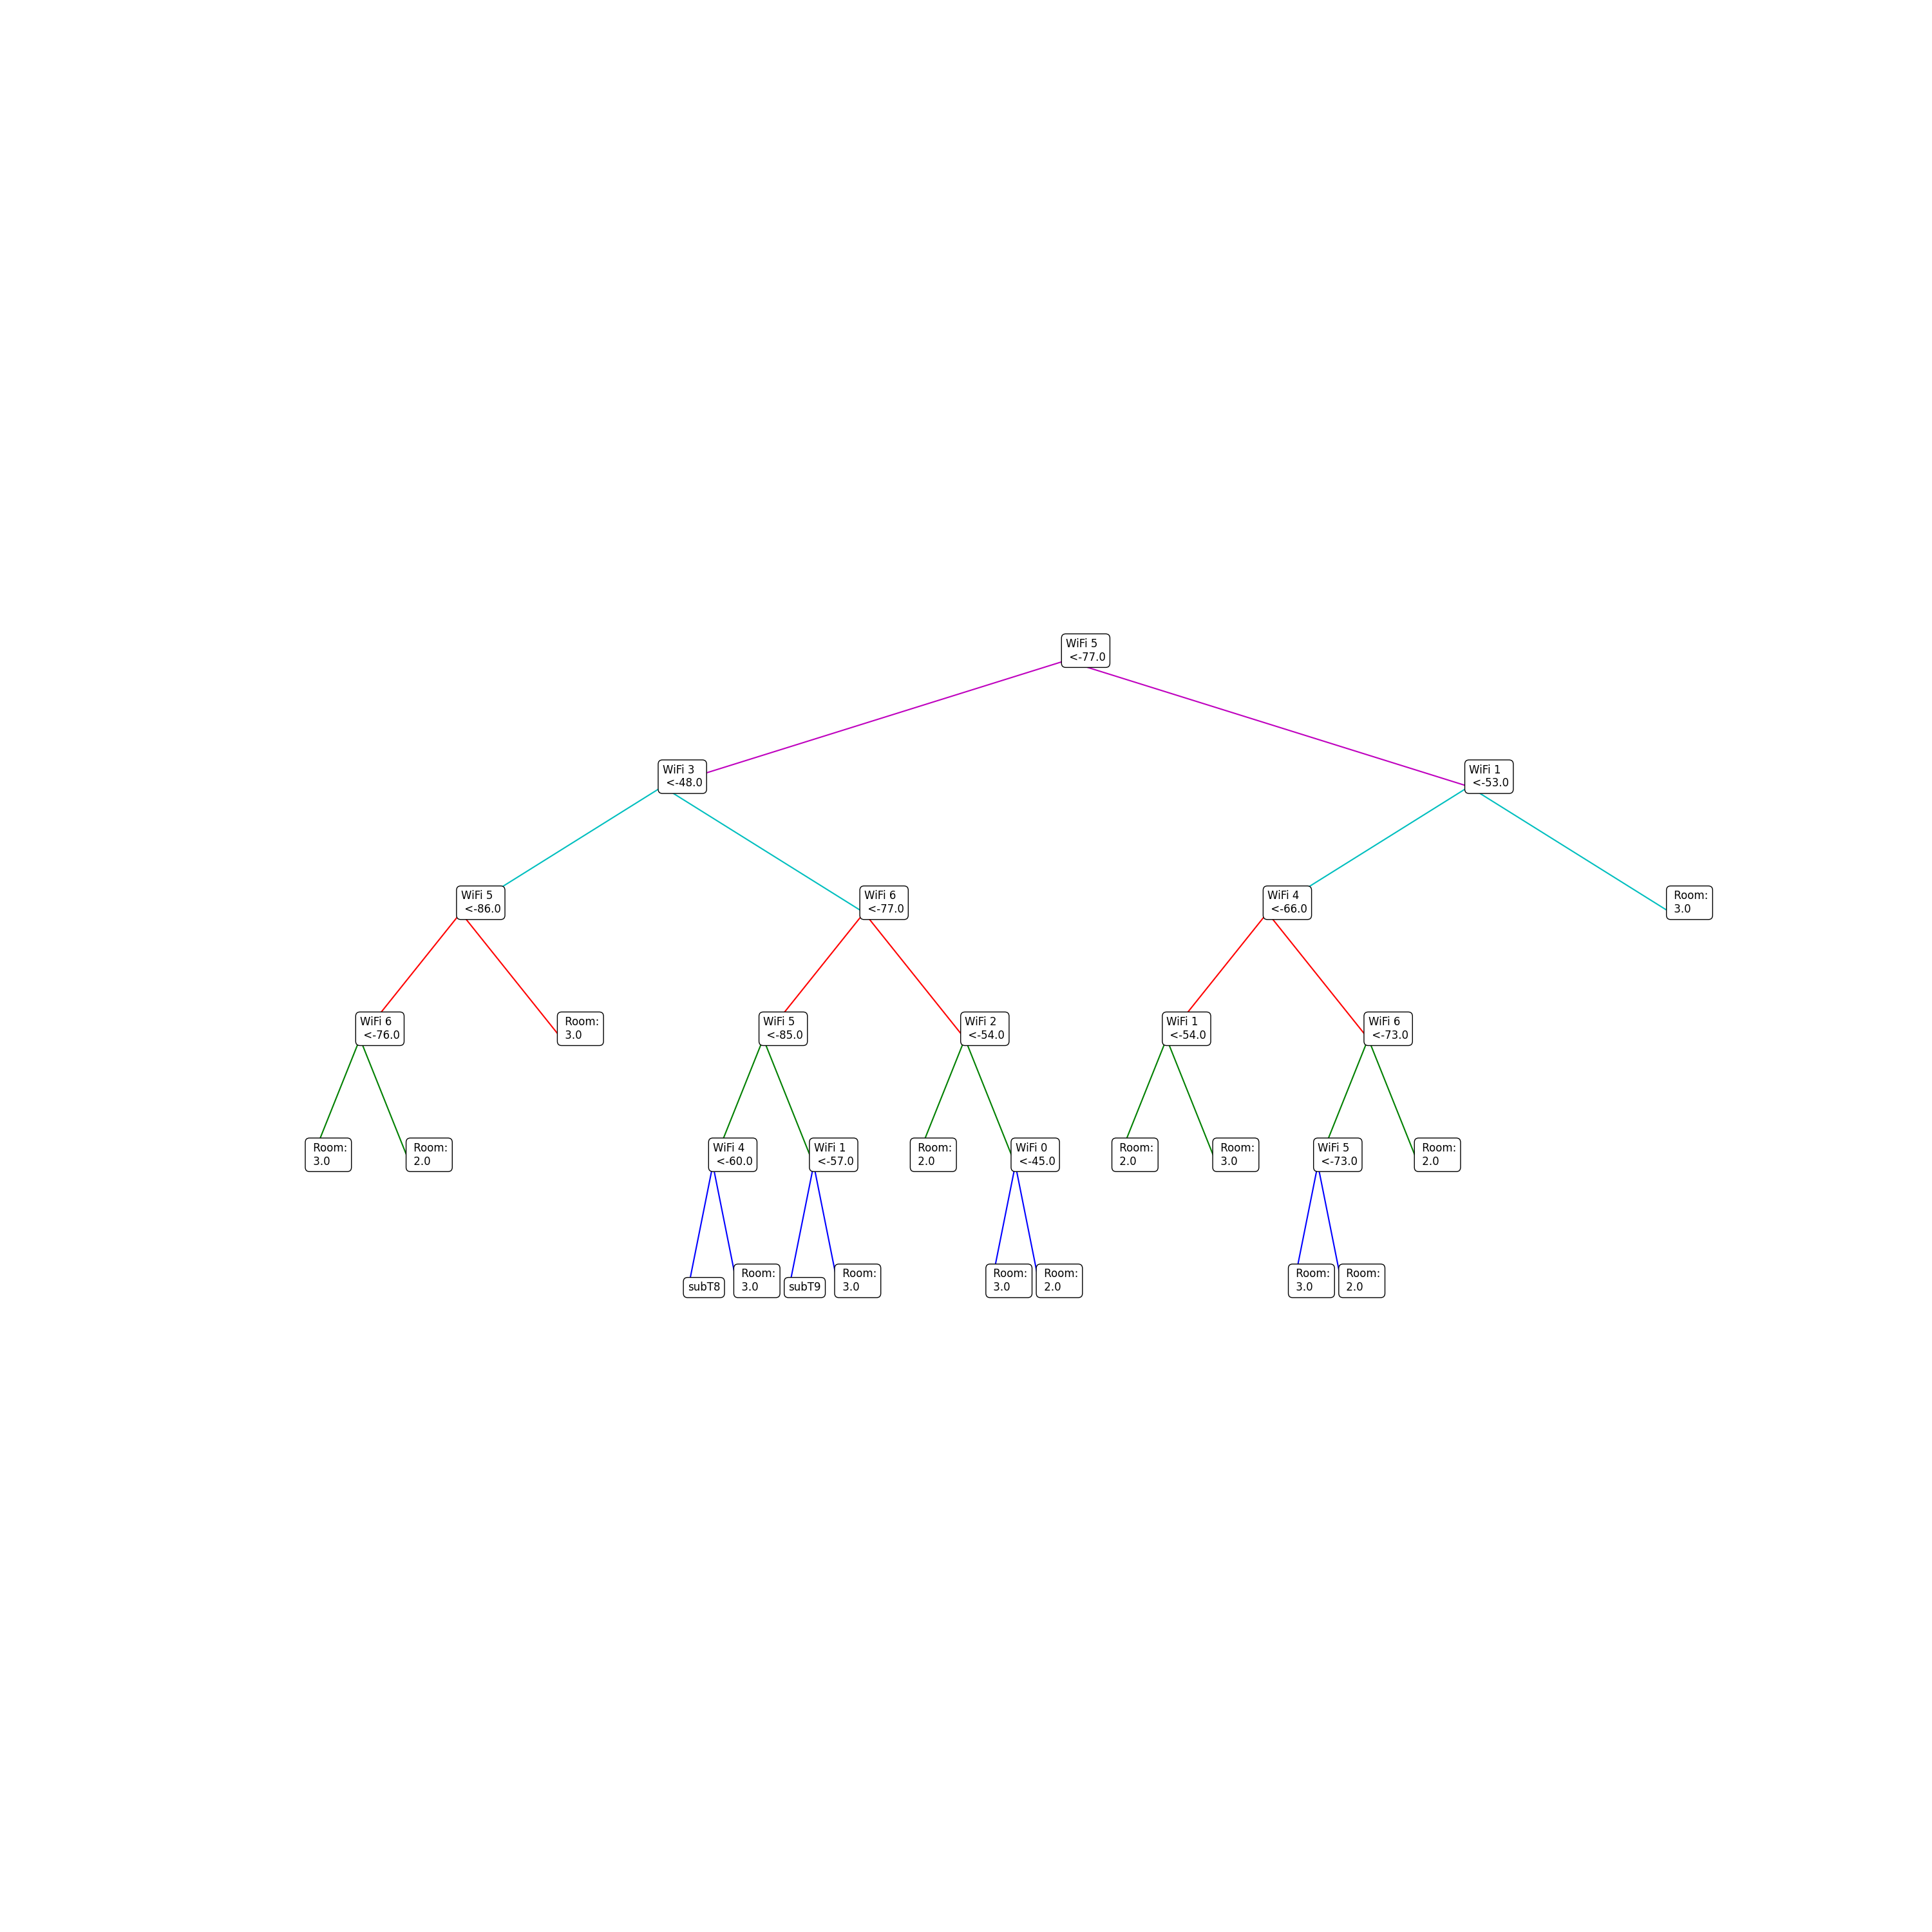 WiFi 5
<-77.0
WiFi 3
<-48.0
WiFi 1
<-53.0
WiFi 5
<-86.0
WiFi 6
<-77.0
WiFi 4
<-66.0
Room:
3.0
WiFi 6
<-76.0
Room:
3.0
WiFi 5
<-85.0
WiFi 2
<-54.0
WiFi 1
<-54.0
WiFi 6
<-73.0
Room:
3.0
Room:
2.0
WiFi 4
<-60.0
WiFi 1
<-57.0
Room:
2.0
WiFi 0
<-45.0
Room:
2.0
Room:
3.0
WiFi 5
<-73.0
Room:
2.0
subT8
Room:
3.0
subT9
Room:
3.0
Room:
3.0
Room:
2.0
Room:
3.0
Room:
2.0